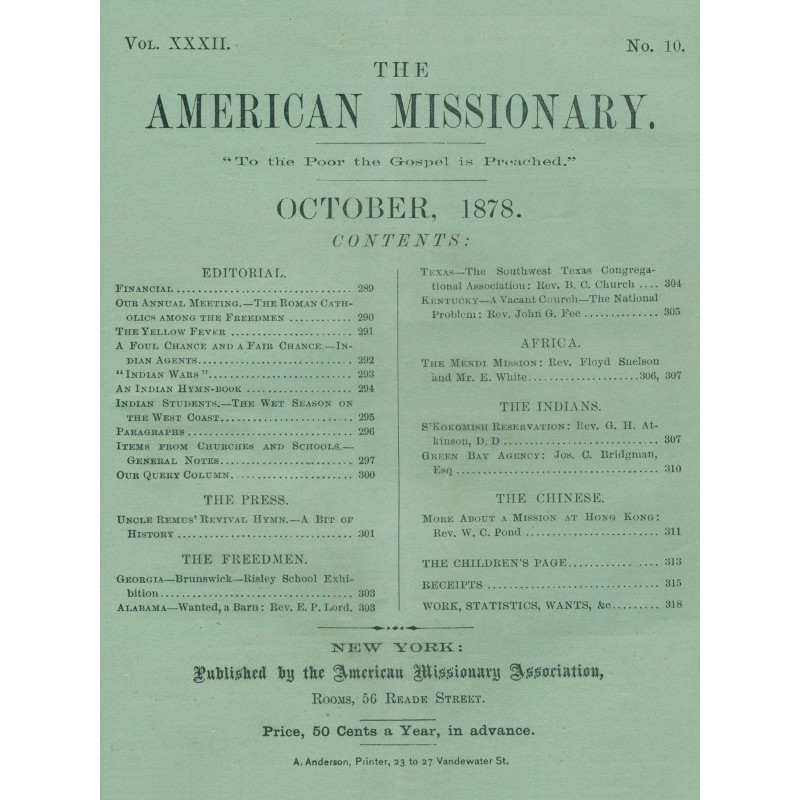 Vol. XXXII.
No. 10.
THE
AMERICAN MISSIONARY.
“To the Poor the Gospel is Preached.”
OCTOBER, 1878.
CONTENTS:
EDITORIAL.
Financial .......... 289
Our Annual Meeting.—The Roman Cath-
olics among the Freedmen .......... 290
The Yellow Fever .......... 291
A Foul Chance and a Fair Chance.—In-
dian Agents .......... 292
“Indian Wars” .......... 293
An Indian Hymn-book .......... 294
Indian Students.—The Wet Season on
the West Coast .......... 295
Paragraphs .......... 296
Items from Churches and Schools.—
General Notes .......... 297
Our Query Column .......... 300
THE PRESS.
Uncle Remus’ Revival Hymn.—A Bit of
History .......... 301
THE FREEDMEN.
Georgia—Brunswick—Risley School Exhi-
bition .......... 303
Alabama—Wanted, a Barn: Rev. E. P. Lord. 303
Texas—The Southwest Texas Congrega-
tional Association: Rev. B. C. Church .... 304
Kentucky—A Vacant Church—The National
Problem: Rev. John G. Fee .......... 305
AFRICA.
The Mendi Mission: Rev. Floyd Snelson
and Mr. E. White .......... 306, 307
THE INDIANS.
S’Kokomish Reservation: Rev. G. H. At-
kinson, D. D .......... 307
Green Bay Agency: Jos. C. Bridgman,
Esq .......... 310
THE CHINESE.
More About a Mission at Hong Kong:
Rev. W. C. Pond .......... 311
THE CHILDREN’S PAGE .......... 313
RECEIPTS .......... 315
WORK, STATISTICS, WANTS, &c. .......... 318
NEW YORK:
Published by the American Missionary Association,
Rooms, 56 Reade Street.
Price, 50 Cents a Year, in advance.
A. Anderson, Printer, 23 to 27 Vandewater St.